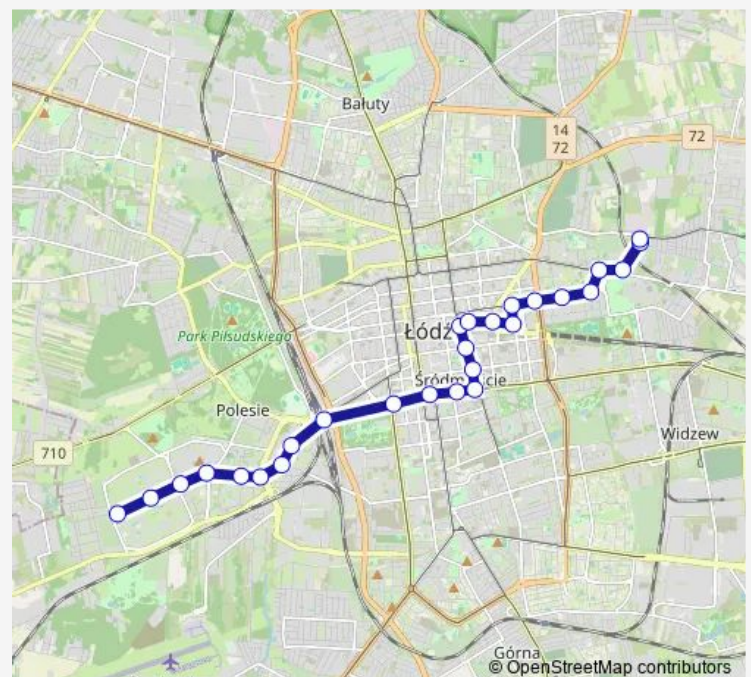 Bałuty
14
72
72
Park Piłsudskiego
Łódź
Śródmieście
Polesie
710
Widzew
Górna
© OpenStreetMap contributors